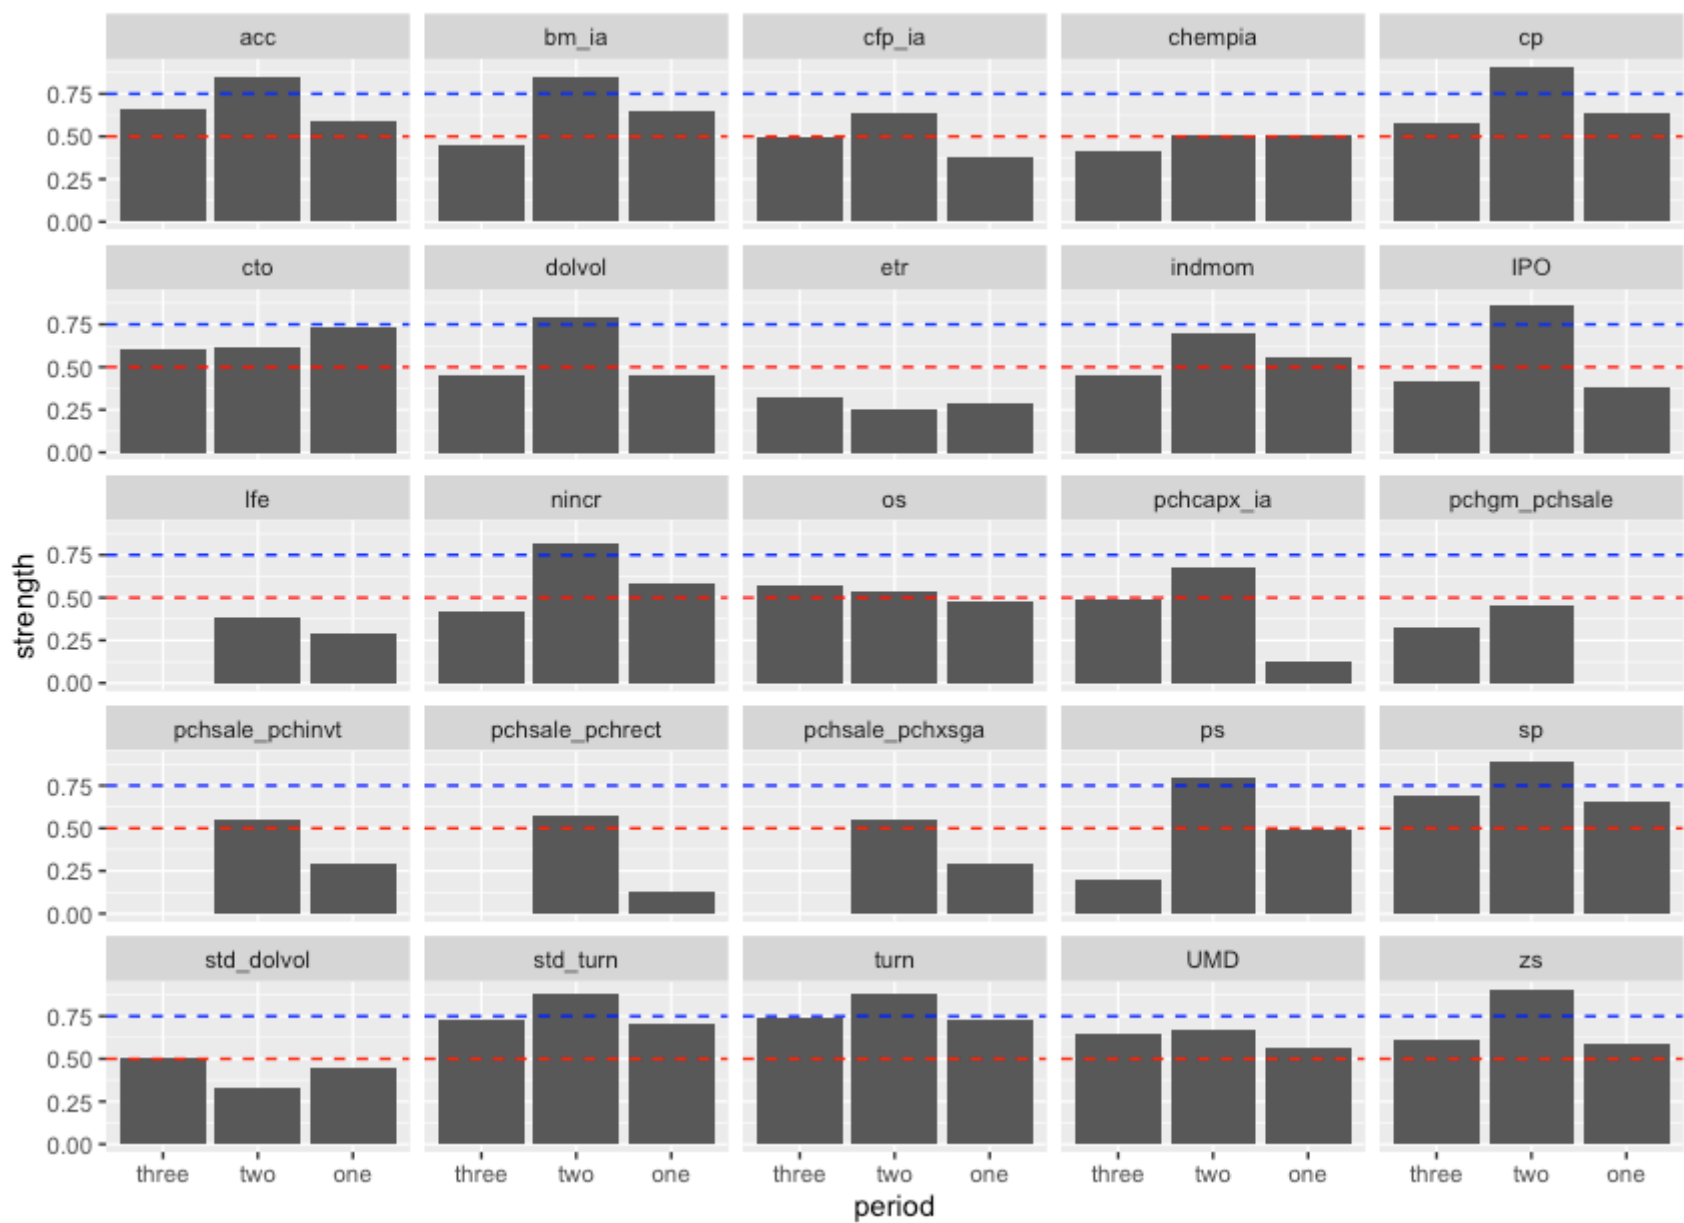 acc bm_ia cfp_ia chempia cp
0.75
0.50
0.25
0.00
cto dolvol etr indmom IPO
0.75
0.50
0.25
0.00
lfe nincr os pchcapx_ia pchgm_pchsale
0.75
0.50
0.25
0.00
strength
pchsale_pchinvt pchsale_pchrect pchsale_pchxsga ps sp
0.75
0.50
0.25
0.00
std_dolvol std_turn turn UMD zs
0.75
0.50
0.25
0.00
three two one three two one three two one three two one three two one
period